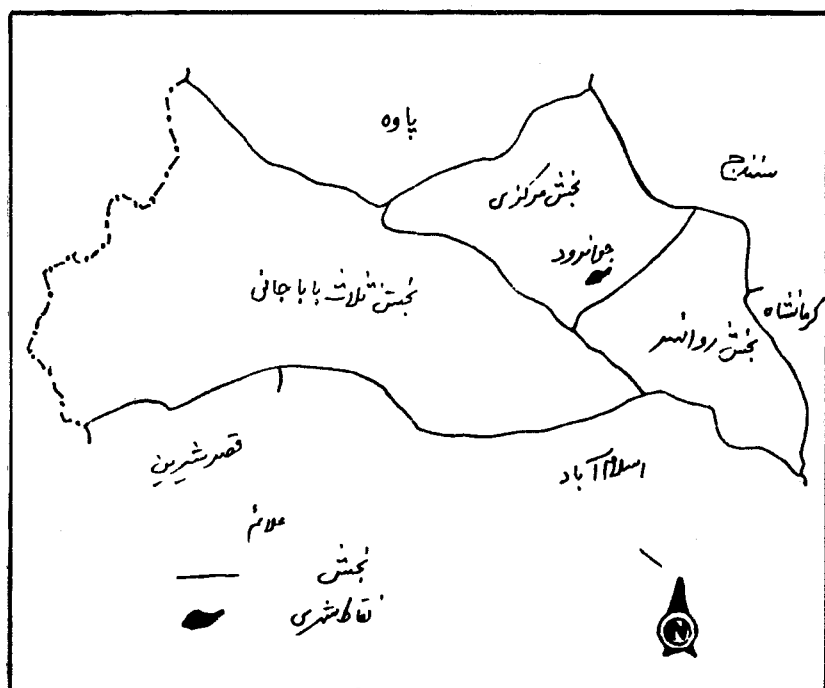 پاوه
سنندج
بخش مرکزی
جوانرود
بخش ثلاث باباجانی
کرمانشاه
بخش روانسر
قصرشیرین
اسلام آباد
علائم
بخش
نقاط شهری
N